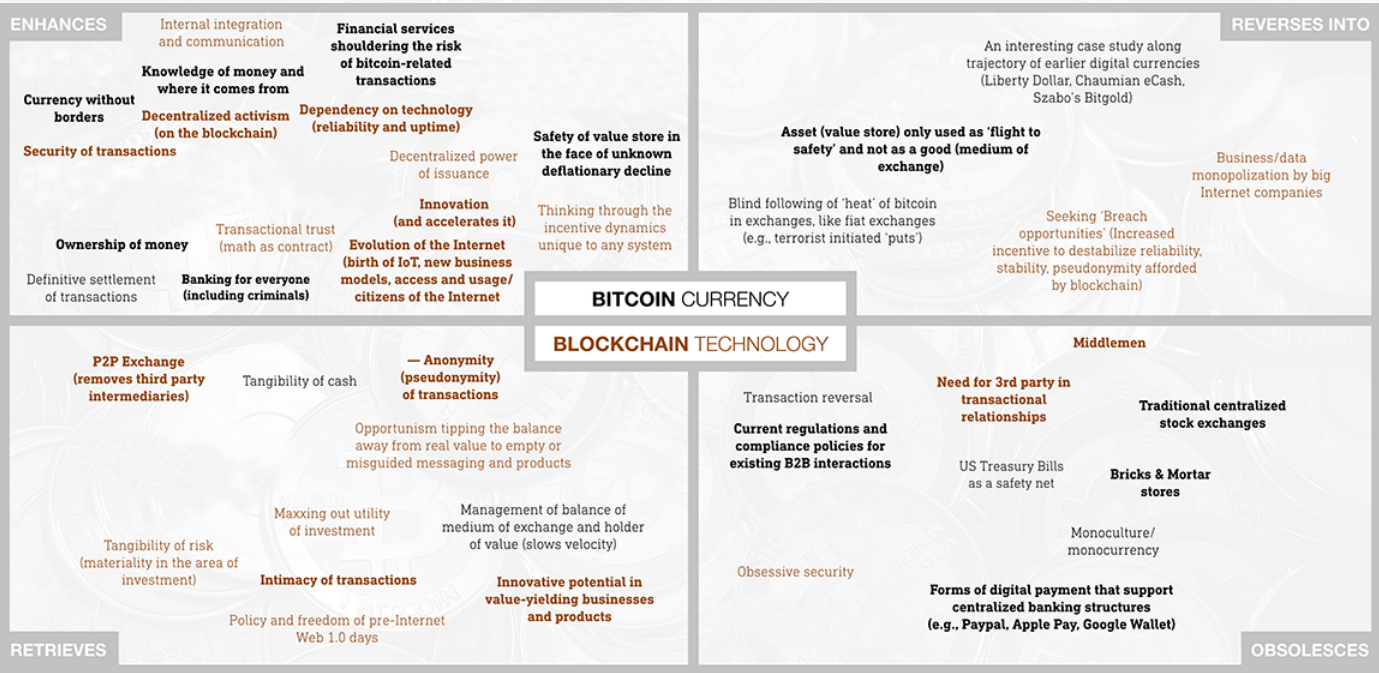 ENHANCES
Internal integration
and communication
Financial services
shouldering the risk
of bitcoin-related
transactions
Knowledge of money and
where it comes from
Currency without
borders
Decentralized activism
(on the blockchain)
Dependency on technology
(reliability and uptime)
Security of transactions
Safety of value store in
the face of unknown
deflationary decline
Decentralized power
of issuance
Innovation
(and accelerates it)
Thinking through the
incentive dynamics
unique to any system
Transactional trust
(math as contract)
Ownership of money
Evolution of the Internet
(birth of IoT, new business
models, access and usage/
citizens of the Internet
Definitive settlement
of transactions
Banking for everyone
(including criminals)
REVERSES INTO
An interesting case study along
trajectory of earlier digital currencies
(Liberty Dollar, Chaumian eCash,
Szabo's Bitgold)
Asset (value store) only used as ‘flight to
safety’ and not as a good (medium of
exchange)
Business/data
monopolization by big
Internet companies
Blind following of ‘heat’ of bitcoin
in exchanges, like fiat exchanges
(e.g., terrorist initiated ‘puts’)
Seeking ‘Breach
opportunities’ (Increased
incentive to destabilize reliability,
stability, pseudonymity afforded
by blockchain)
BITCOIN CURRENCY
BLOCKCHAIN TECHNOLOGY
P2P Exchange
(removes third party
intermediaries)
Tangibility of cash
— Anonymity
(pseudonymity)
of transactions
Opportunism tipping the balance
away from real value to empty or
misguided messaging and products
Maxxing out utility
of investment
Management of balance of
medium of exchange and holder
of value (slows velocity)
Tangibility of risk
(materiality in the area of
investment)
Intimacy of transactions
Innovative potential in
value-yielding businesses
and products
Policy and freedom of pre-Internet
Web 1.0 days
RETRIEVES
Middlemen
Need for 3rd party in
transactional
relationships
Transaction reversal
Traditional centralized
stock exchanges
Current regulations and
compliance policies for
existing B2B interactions
US Treasury Bills
as a safety net
Bricks & Mortar
stores
Monoculture/
monocurrency
Obsessive security
Forms of digital payment that support
centralized banking structures
(e.g., Paypal, Apple Pay, Google Wallet)
OBSOLESCES